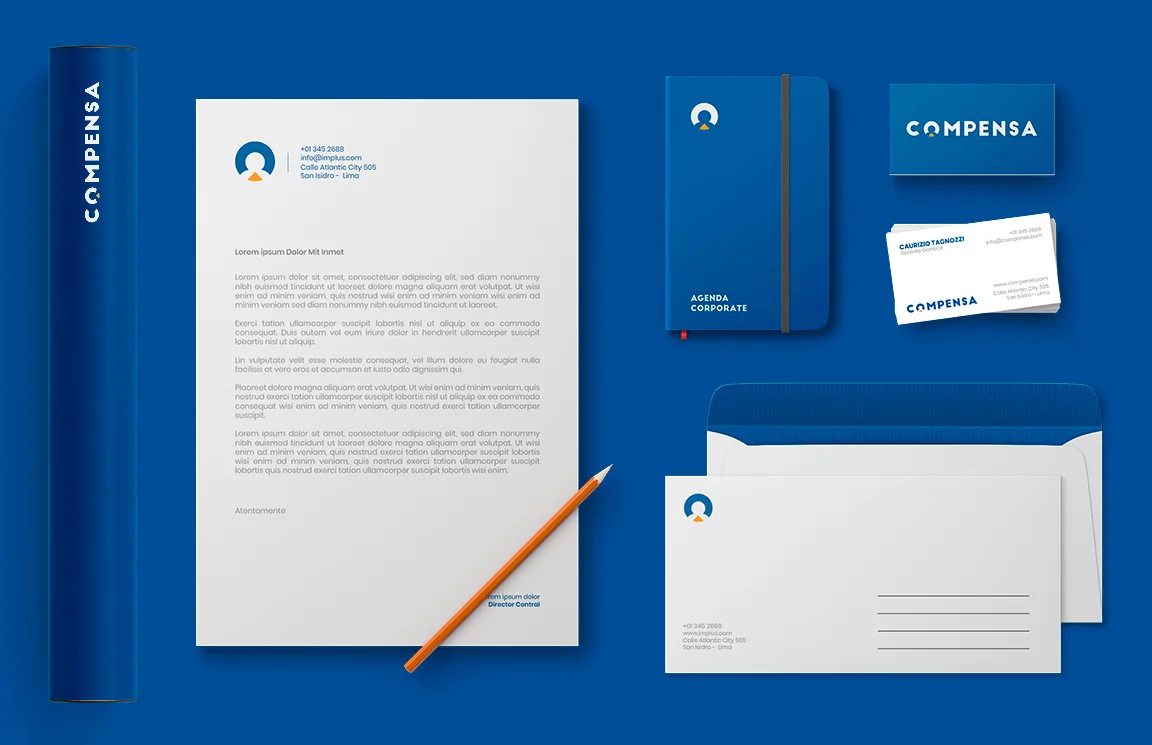 COMPENSA
+01 345 2688
info@implus.com
Calle Atlantic City 505
San Isidro - Lima
Lorem ipsum Dolor Mit Inmet
Lorem ipsum dolor sit amet, consectetuer adipiscing elit, sed diam nonummy
nibh euismod tincidunt ut laoreet dolore magna aliquam erat volutpat. Ut wisi
enim ad minim veniam, quis nostrud wisi enim ad minim veniam wisi enim ad
minim veniam sed diam nonummy nibh euismod tincidunt ut laoreet.
Exerci tation ullamcorper suscipit lobortis nisl ut aliquip ex ea commodo
consequat. Duis autem vel eum iriure dolor in hendrerit ullamcorper suscipit
lobortis nisl ut aliquip.
Lin vulputate velit esse molestie consequat, vel illum dolore eu feugiat nulla
facilisis at vero eros et accumsan et iusto odio dignissim qui.
Placreet dolore magna aliquam erat volutpat. Ut wisi enim ad minim veniam, quis
nostrud exerci tation ullamcorper suscipit lobortis nisl ut aliquip ex ea commodo
consequat wisi enim ad minim veniam, quis nostrud exerci tation ullamcorper
suscipit.
Lorem ipsum dolor sit amet, consectetuer adipiscing elit, sed diam nonummy
nibh euismod tincidunt ut laoreet dolore magna aliquam erat volutpat. Ut wisi
enim ad minim veniam, quis nostrud exerci tation ullamcorper suscipit lobortis
wisi enim ad minim veniam, quis nostrud exerci tation ullamcorper suscipit
lobortis quis nostrud exerci tation ullamcorper suscipit lobortis wisi enim.
Atentamente
ipsum dolor
Director Central
AGENDA
CORPORATE
COMPENSA
CAURIZIO TAGNOZZI
Gerente General
+01 345 2688
info@compensa.com
www.compensa.com
Calle Atlantic City 505
San Isidro - Lima
COMPENSA
+01 345 2688
www.implus.com
Calle Atlantic City 505
San Isidro - Lima